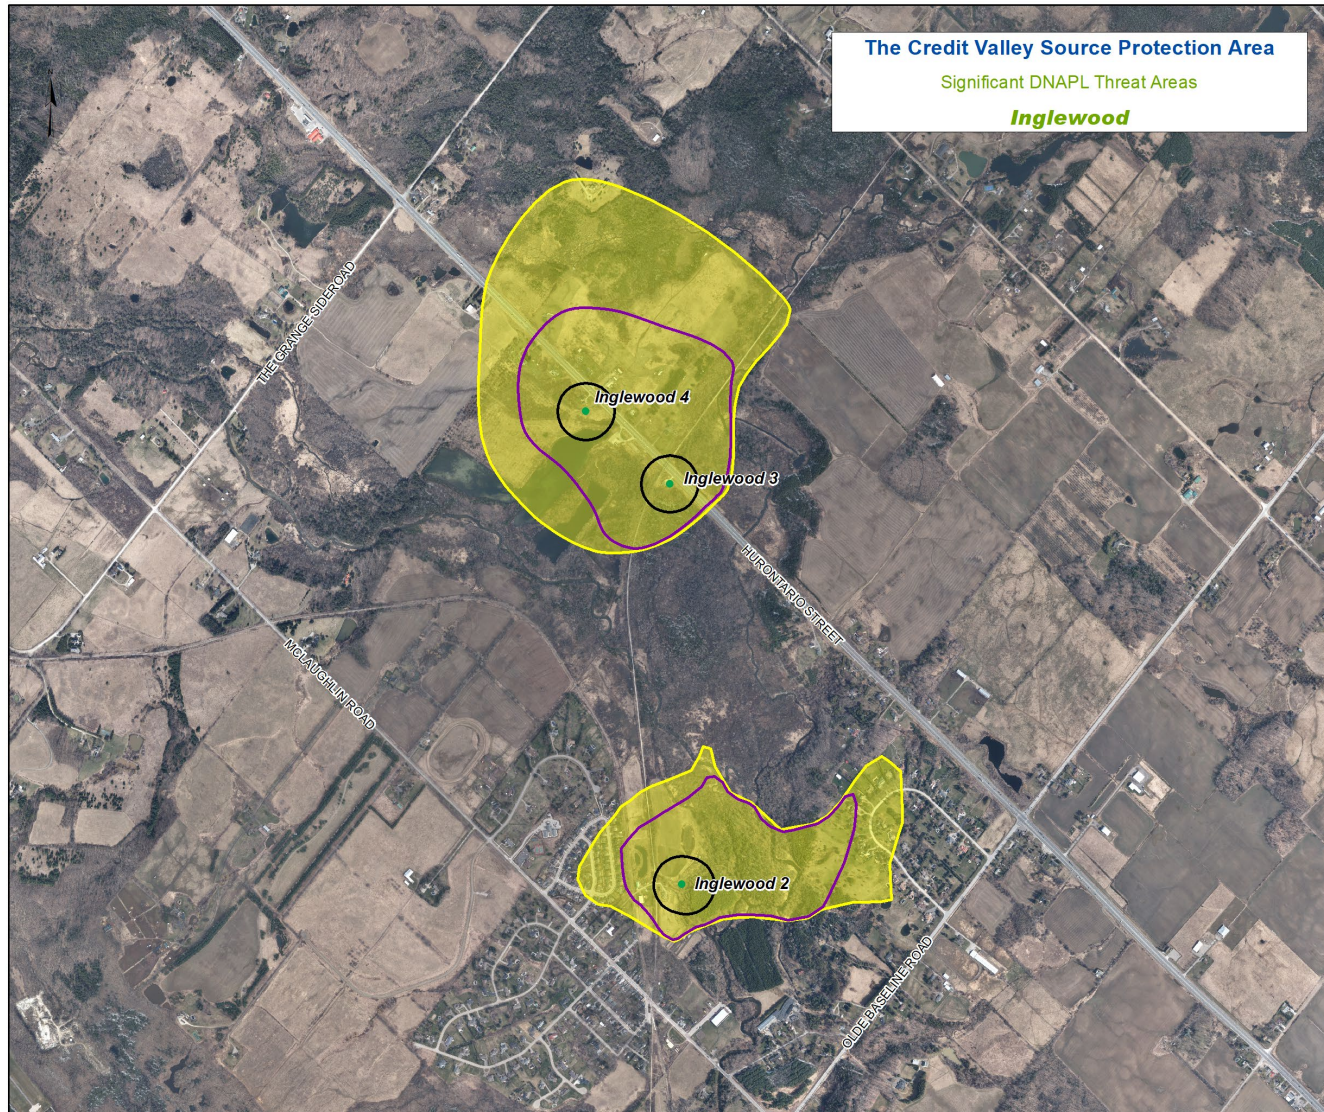 The Credit Valley Source Protection Area
Significant DNAPL Threat Areas
Inglewood
THE GRANGE SIDEROAD
Inglewood 4
Inglewood 3
HURONTARIO STREET
MCLAUGHLIN ROAD
Inglewood 2
OLDE BASELINE ROAD